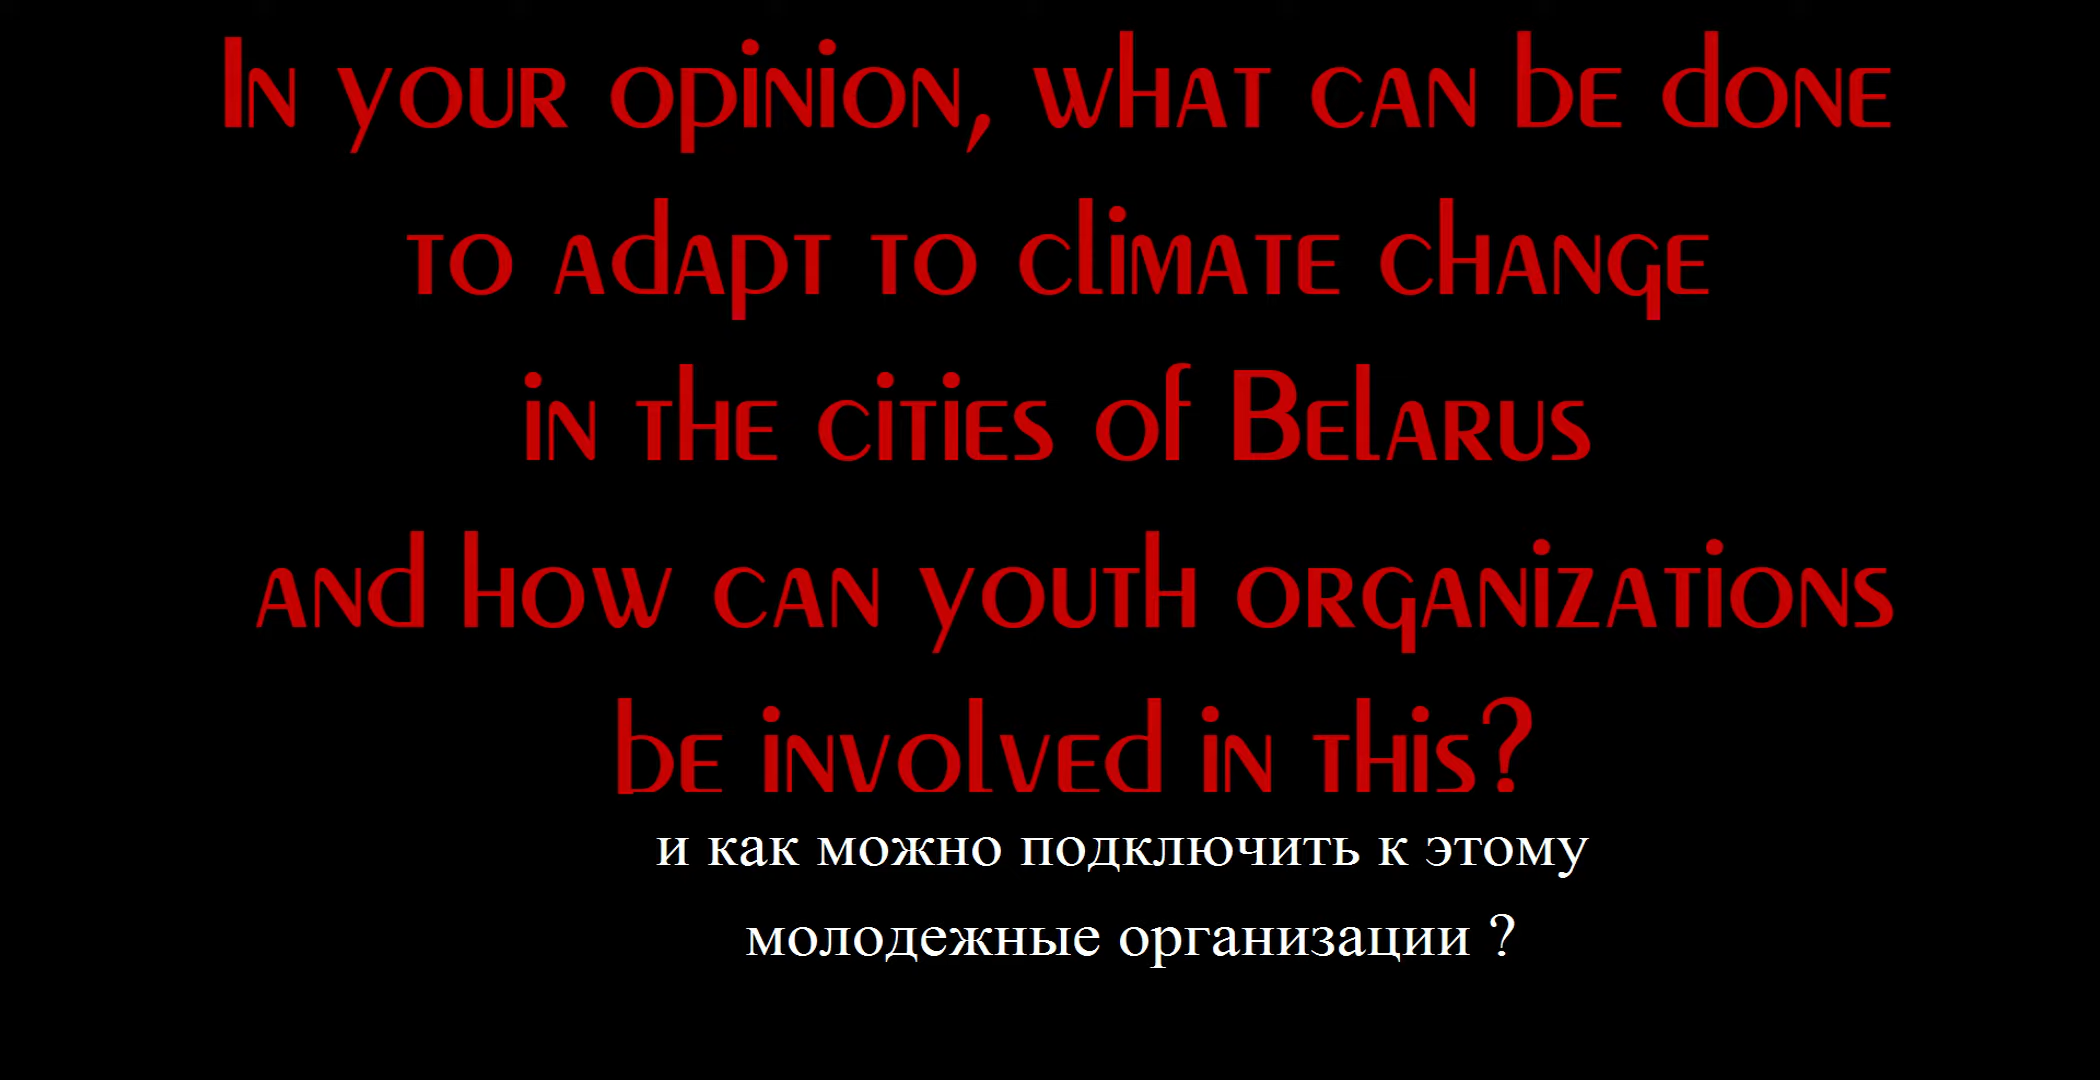 In your opinion, what can be done
to adapt to climate change
in the cities of Belarus
and how can youth organizations
be involved in this?
и как можно подключить к этому
молодежные организации ?